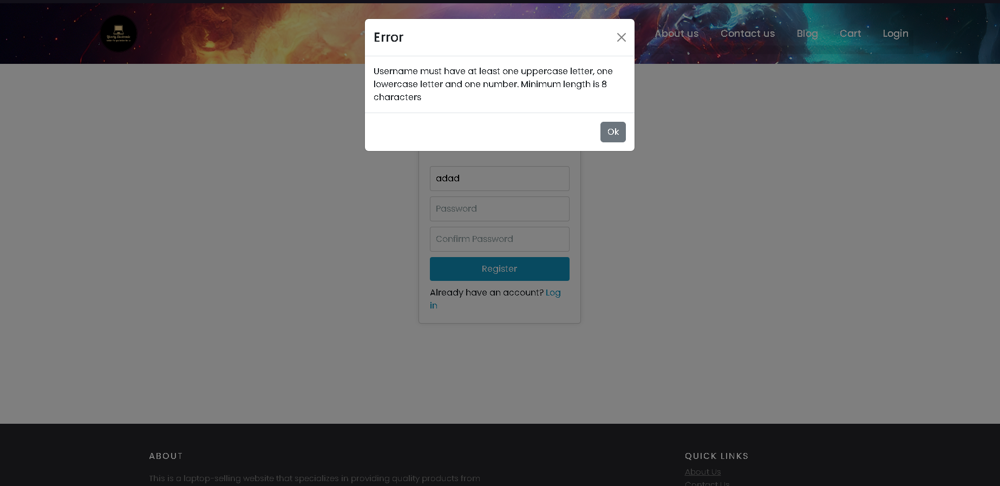 Liberty Electronic
About us
Contact us
Blog
Cart
Login
Error
Username must have at least one uppercase letter, one
lowercase letter and one number. Minimum length is 8
characters
Ok
adad
Password
Confirm Password
Register
Already have an account? Log
in
ABOUT
This is a laptop-selling website that specializes in providing quality products from
QUICK LINKS
About Us
Contact Us